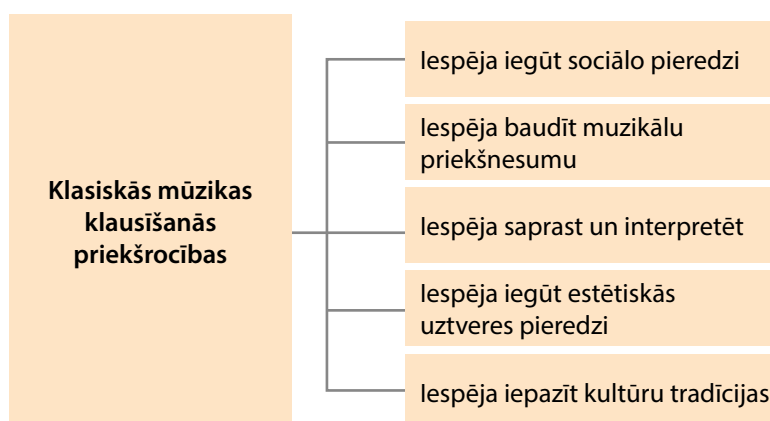 Klasiskās mūzikas
klausīšanās
priekšrocības
Iespēja iegūt sociālo pieredzi
Iespēja baudīt muzikālu
priekšnesumu
Iespēja saprast un interpretēt
Iespēja iegūt estētiskās
uztveres pieredzi
Iespēja iepazīt kultūru tradīcijas